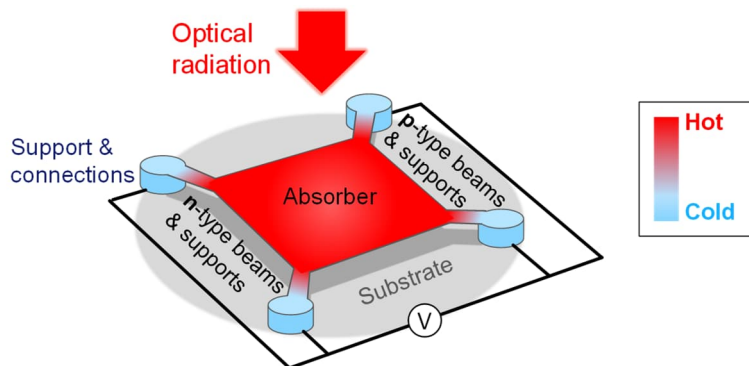 Optical
radiation
Support &
connections
Absorber
p-type beams
& supports
n-type beams
& supports
Substrate
V
Hot
Cold